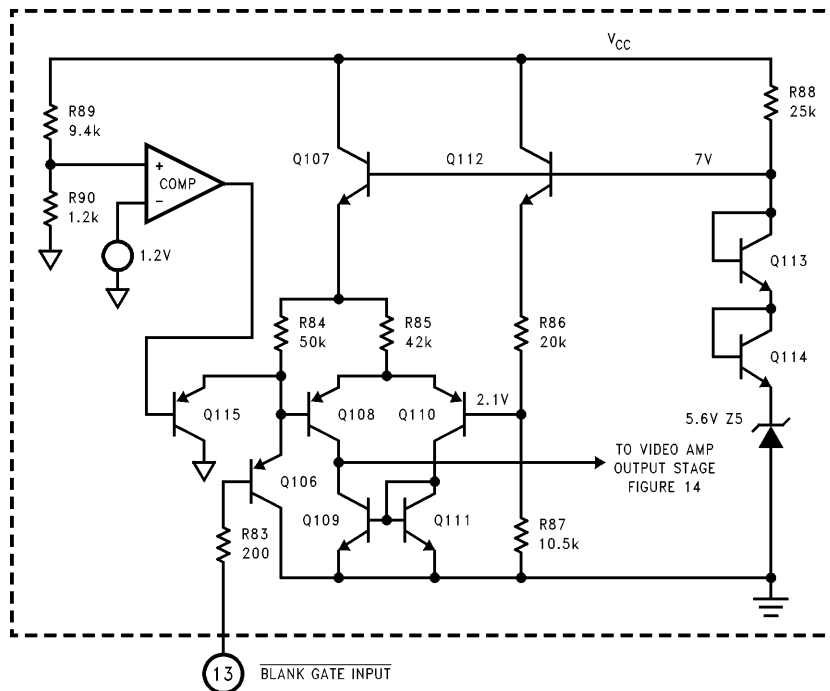 VCC
R89
9.4k
R88
25k
Q107
Q112
7V
+
COMP
−
R90
1.2k
1.2V
Q113
R84
50k
R85
42k
R86
20k
Q114
Q115
Q108
Q110
2.1V
5.6V Z5
TO VIDEO AMP
OUTPUT STAGE
FIGURE 14
Q106
R83
200
Q109
Q111
R87
10.5k
13
BLANK GATE INPUT